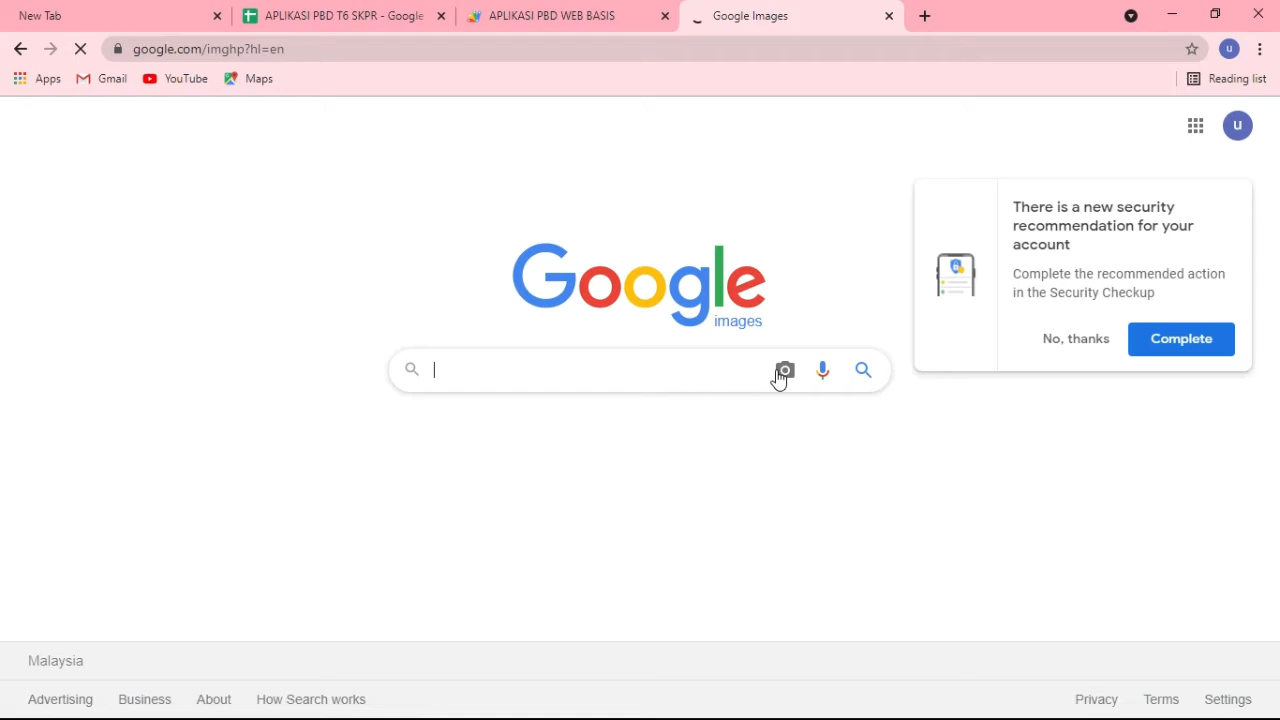 New Tab
APLIKASI PBD T6 SKPR - Google
APLIKASI PBD WEB BASIS
Google Images
google.com/imghp?hl=en
u
Apps
Gmail
YouTube
Maps
Reading list
u
There is a new security
recommendation for your
account
Complete the recommended action
in the Security Checkup
No, thanks
Complete
Google
images
Malaysia
Advertising
Business
About
How Search works
Privacy
Terms
Settings